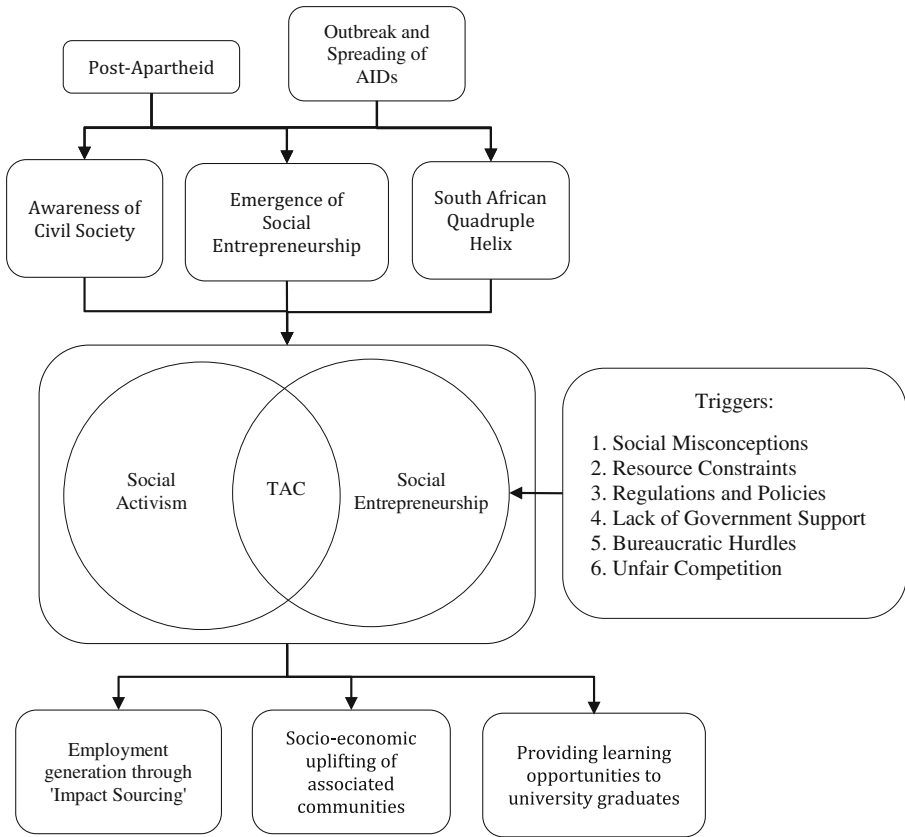 Post-Apartheid
Outbreak and
Spreading of
AIDs
Awareness of
Civil Society
Emergence of
Social
Entrepreneurship
South African
Quadruple
Helix
Social
Activism
TAC
Social
Entrepreneurship
Triggers:
1. Social Misconceptions
2. Resource Constraints
3. Regulations and Policies
4. Lack of Government Support
5. Bureaucratic Hurdles
6. Unfair Competition
Employment
generation through
'Impact Sourcing'
Socio-economic
uplifting of
associated
communities
Providing learning
opportunities to
university graduates